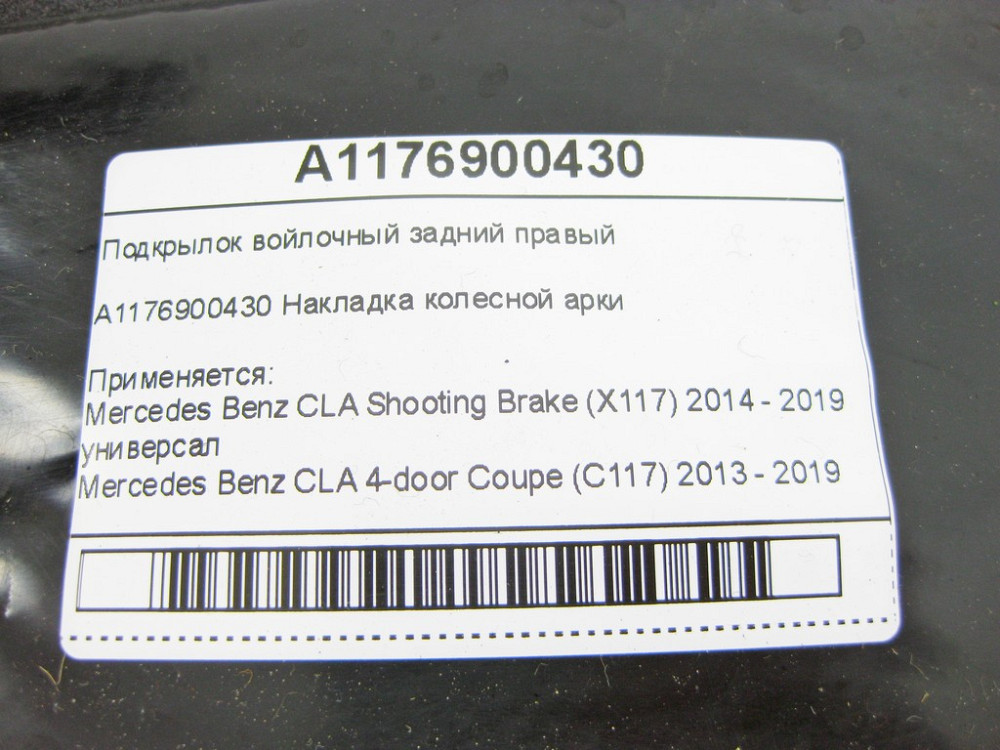 A1176900430
Подкрылок войлочный задний правый
A1176900430 Накладка колесной арки
Применяется:
Mercedes Benz CLA Shooting Brake (X117) 2014 - 2019
универсал
Mercedes Benz CLA 4-door Coupe (C117) 2013 - 2019